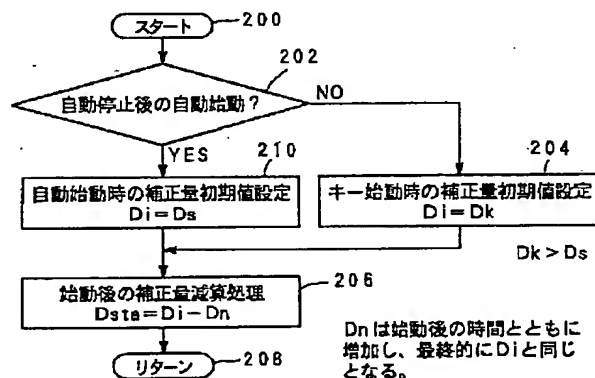 スタート
200
202
自動停止後の自動始動?
NO
YES
210
204
自動始動時の補正量初期値設定
Di=Ds
キー始動時の補正量初期値設定
Di=Dk
Dk>Ds
206
始動後の補正量減算処理
Dsta=Di-Dn
208
リターン
Dnは始動後の時間とともに
増加し、最終的にDiと同じ
となる。